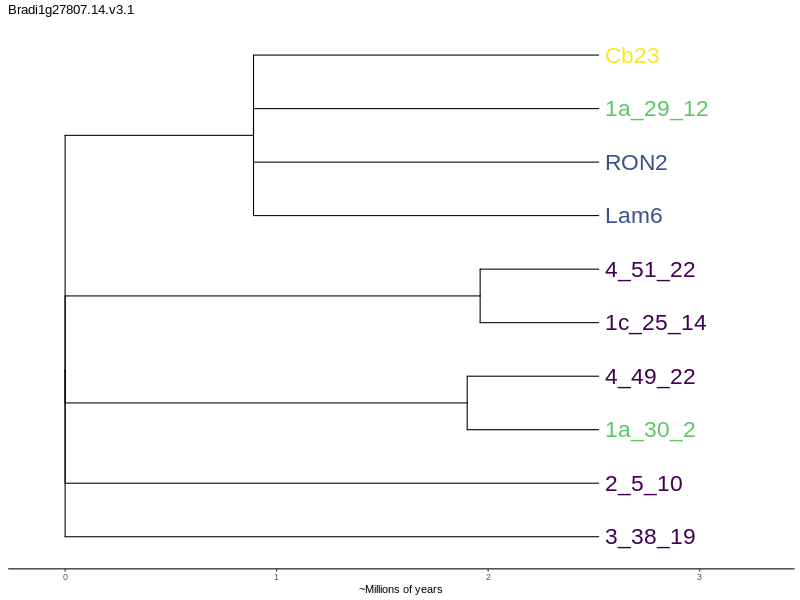 Bradi1g27807.14.v3.1
Cb23
1a_29_12
RON2
Lam6
4_51_22
1c_25_14
4_49_22
1a_30_2
2_5_10
3_38_19
0 1 2 3
~Millions of years